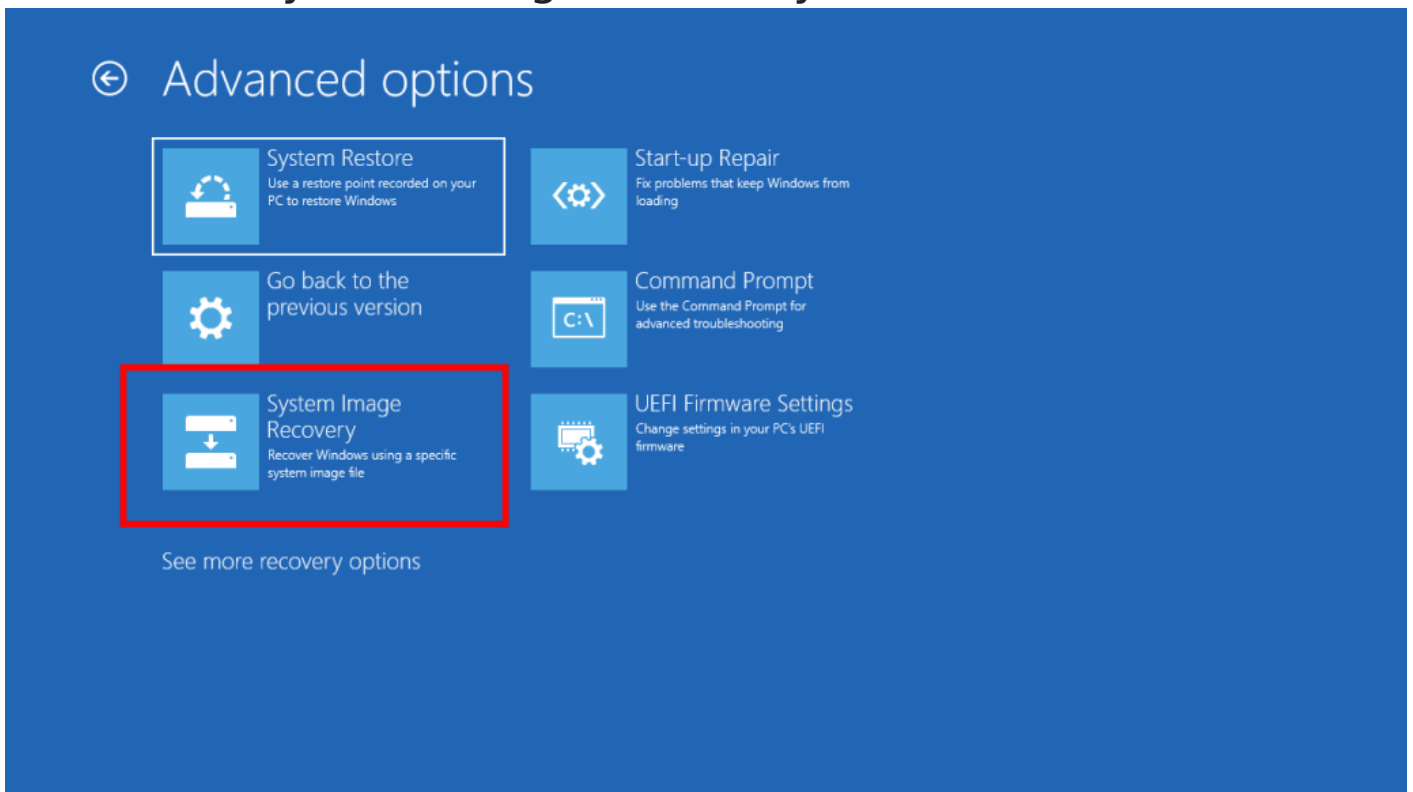 Advanced options
System Restore
Use a restore point recorded on your
PC to restore Windows
Start-up Repair
Fix problems that keep Windows from
loading
Go back to the
previous version
Command Prompt
Use the Command Prompt for
advanced troubleshooting
C:\
System Image
Recovery
Recover Windows using a specific
system image file
UEFI Firmware Settings
Change settings in your PC's UEFI
firmware
See more recovery options